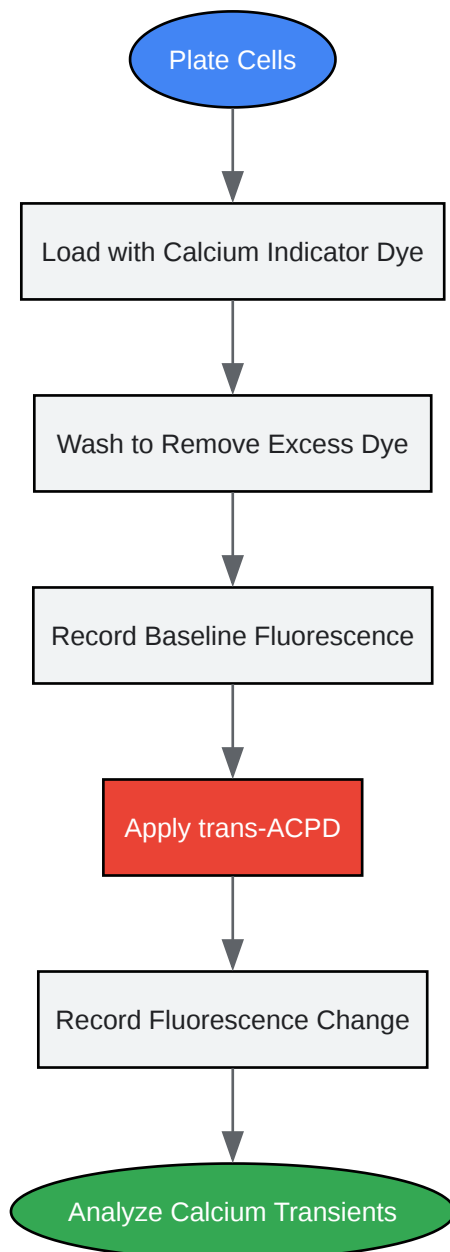 Plate Cells
Load with Calcium Indicator Dye
Wash to Remove Excess Dye
Record Baseline Fluorescence
Apply trans-ACPD
Record Fluorescence Change
Analyze Calcium Transients